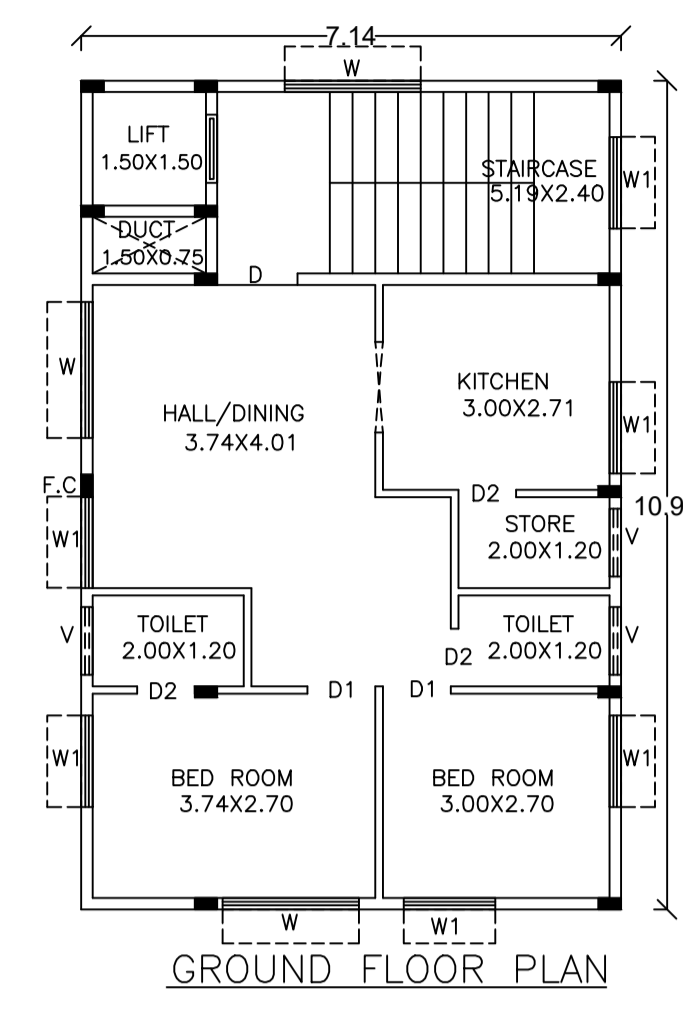 7.14
W
LIFT
1.50X1.50
STAIRCASE
5.19X2.40
W1
DUCT
1.50X0.75
D
W
KITCHEN
3.00X2.71
HALL/DINING
3.74X4.01
W1
F.C
D2
10.9
STORE
2.00X1.20
V
W1
TOILET
2.00X1.20
V
TOILET
2.00X1.20
V
D2
D2
D1
D1
W1
BED ROOM
3.74X2.70
BED ROOM
3.00X2.70
W1
W
W1
GROUND FLOOR PLAN